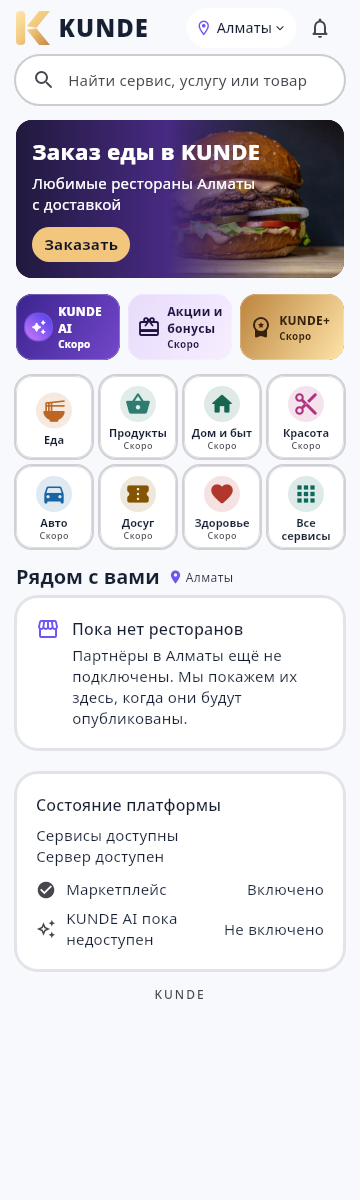 KUNDE
Алматы
Найти сервис, услугу или товар
Заказ еды в KUNDE
Любимые рестораны Алматы
с доставкой
Заказать
KUNDE
AI
Скоро
Акции и
бонусы
Скоро
KUNDE+
Скоро
Еда
Продукты
Скоро
Дом и быт
Скоро
Красота
Скоро
Авто
Скоро
Досуг
Скоро
Здоровье
Скоро
Все
сервисы
Рядом с вами
Алматы
Пока нет ресторанов
Партнёры в Алматы ещё не
подключены. Мы покажем их
здесь, когда они будут
опубликованы.
Состояние платформы
Сервисы доступны
Сервер доступен
Маркетплейс
Включено
KUNDE AI пока
недоступен
Не включено
KUNDE